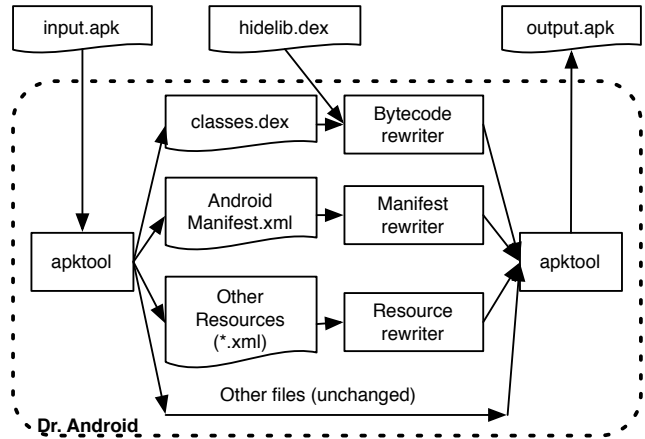 input.apk
hidelib.dex
output.apk
classes.dex
Bytecode
rewriter
Android
Manifest.xml
Manifest
rewriter
apktool
apktool
Other
Resources
(*.xml)
Resource
rewriter
Other files (unchanged)
Dr. Android